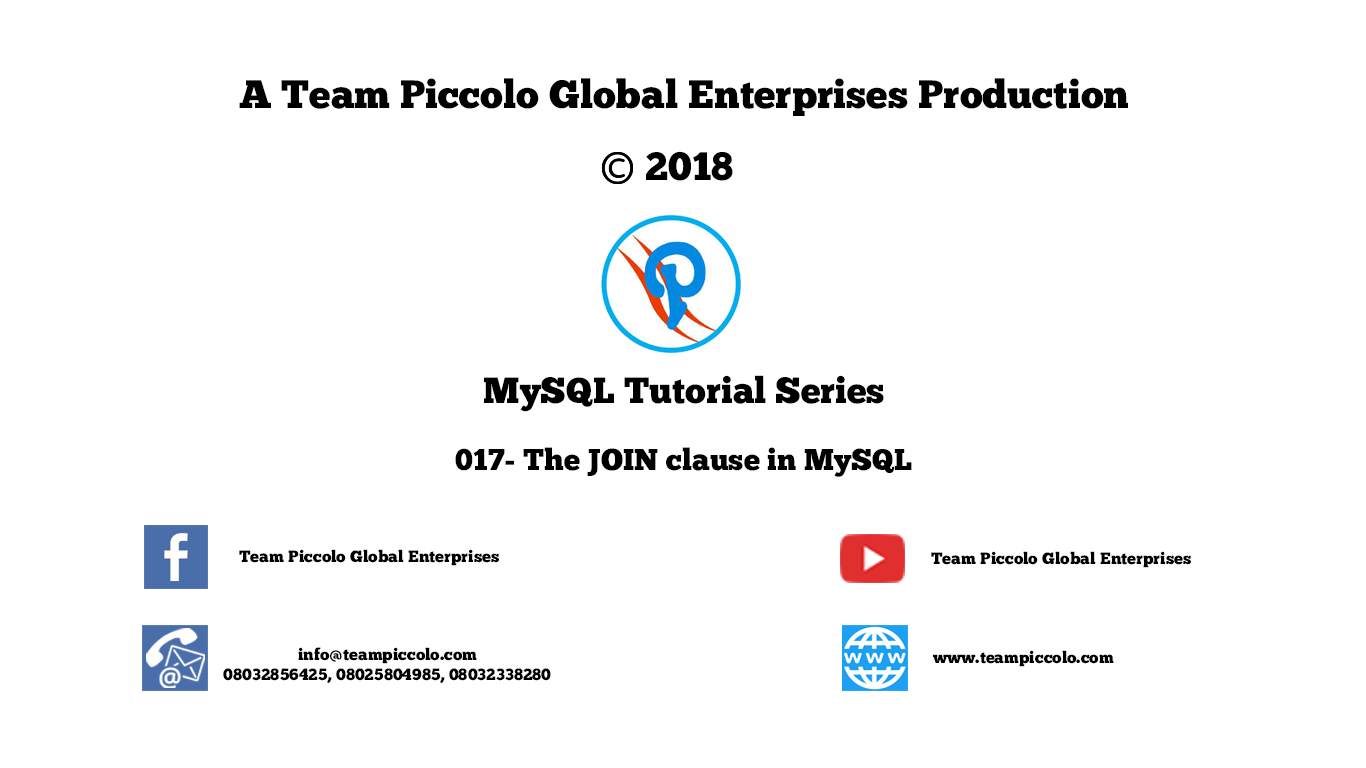 A Team Piccolo Global Enterprises Production
© 2018
P
MySQL Tutorial Series
017- The JOIN clause in MySQL
f
Team Piccolo Global Enterprises
Team Piccolo Global Enterprises
@
info@teampiccolo.com
08032856425, 08025804985, 08032338280
www
www.teampiccolo.com